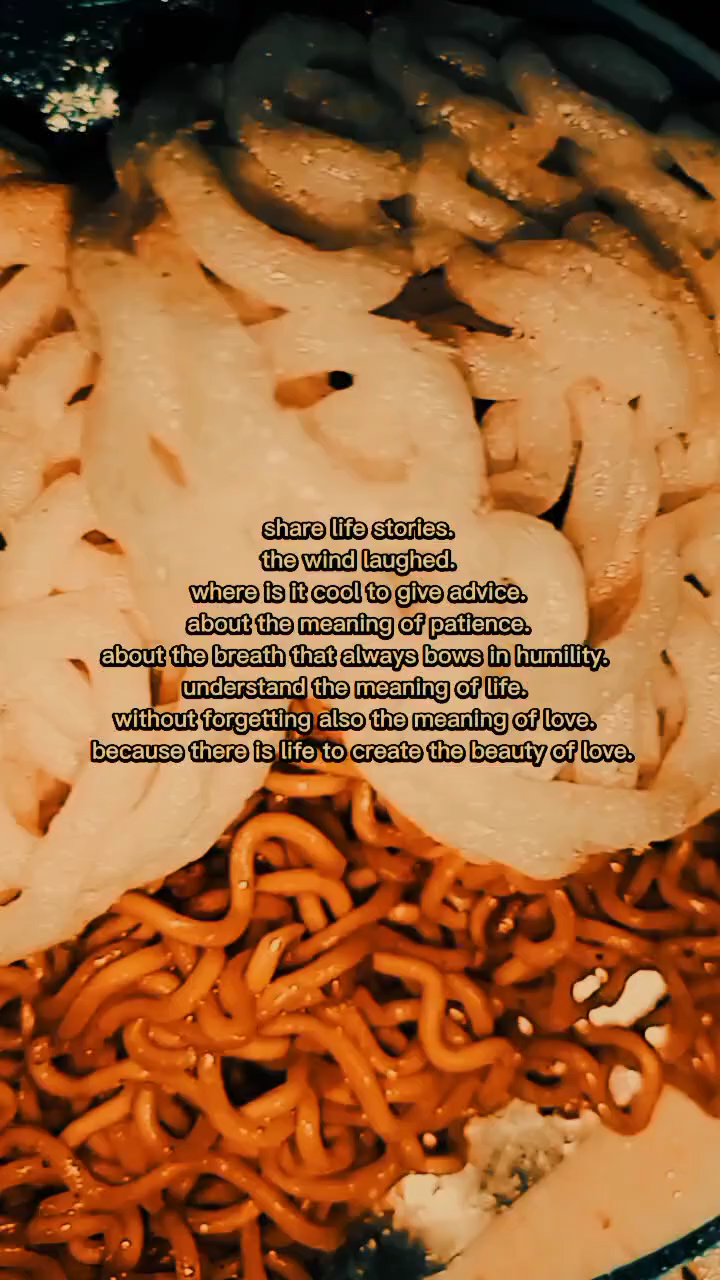 share life stories.
the wind laughed.
where is it cool to give advice.
about the meaning of patience.
about the breath that always bows in humility.
understand the meaning of life.
without forgetting also the meaning of love.
because there is life to create the beauty of love.